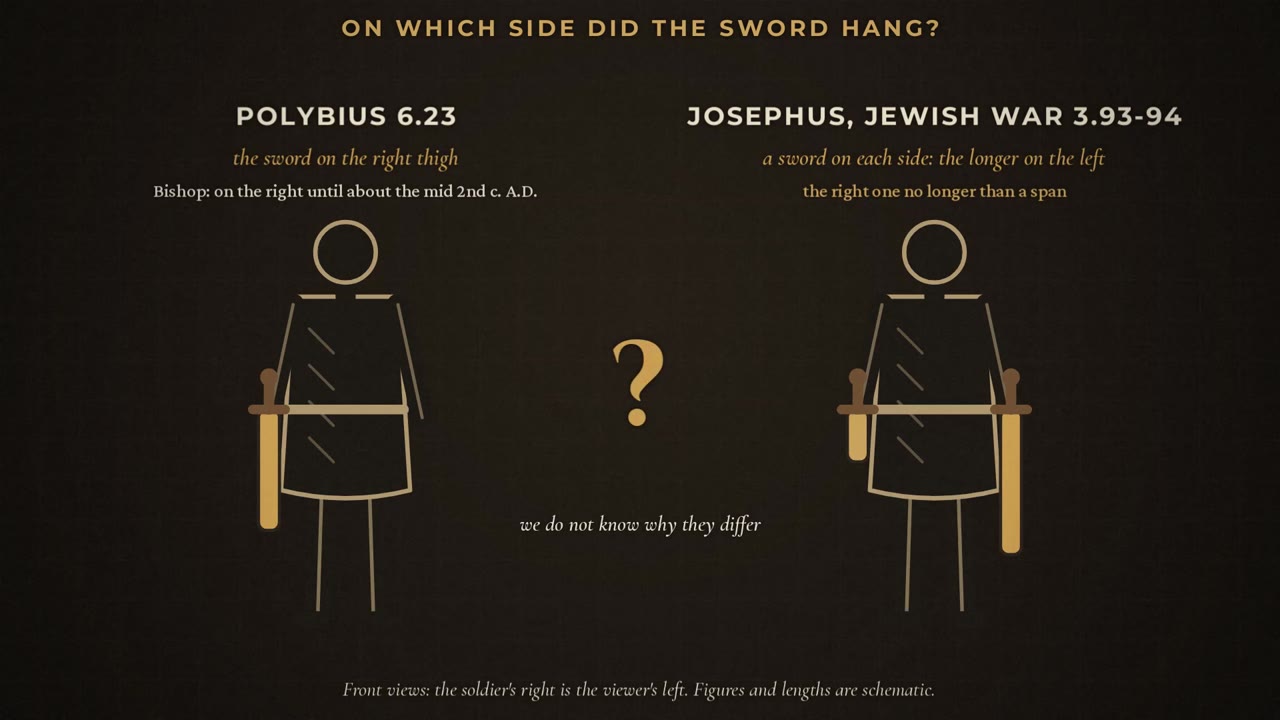 ON WHICH SIDE DID THE SWORD HANG?
POLYBIUS 6.23
the sword on the right thigh
Bishop: on the right until about the mid 2nd c. A.D.
JOSEPHUS, JEWISH WAR 3.93-94
a sword on each side: the longer on the left
the right one no longer than a span
?
we do not know why they differ
Front views: the soldier's right is the viewer's left. Figures and lengths are schematic.